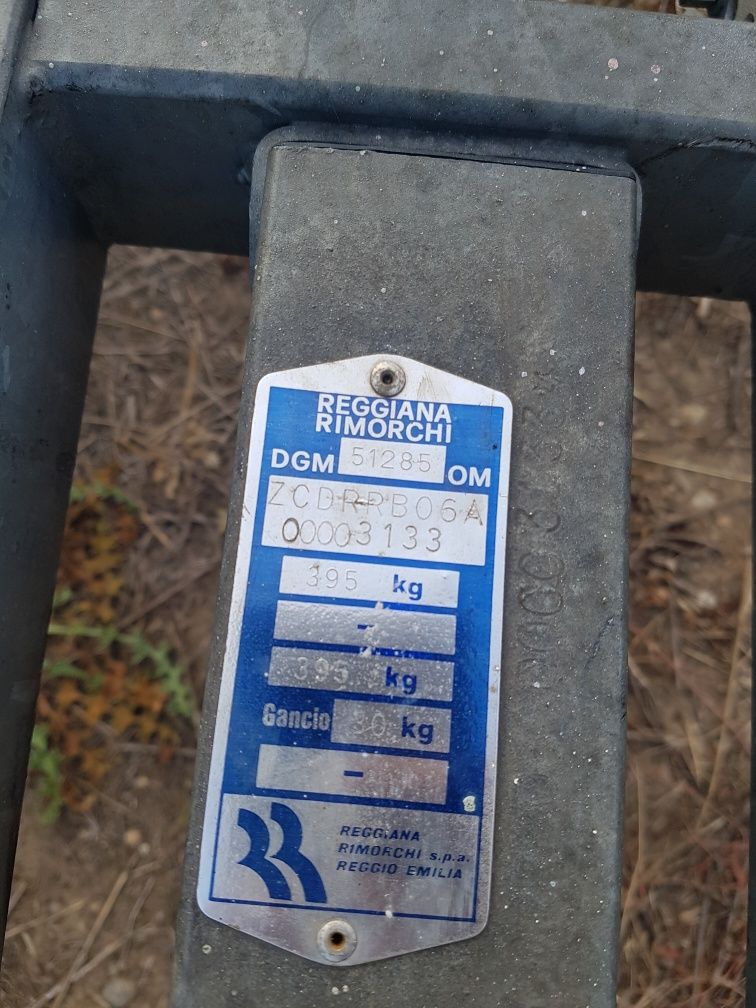 REGGIANA
RIMORCHI
DGM 51285 OM
ZCDRRB06A
00003133
395 kg
-
395 kg
Gancio 30 kg
-
REGGIANA
RIMORCHI s.p.a.
REGGIO EMILIA